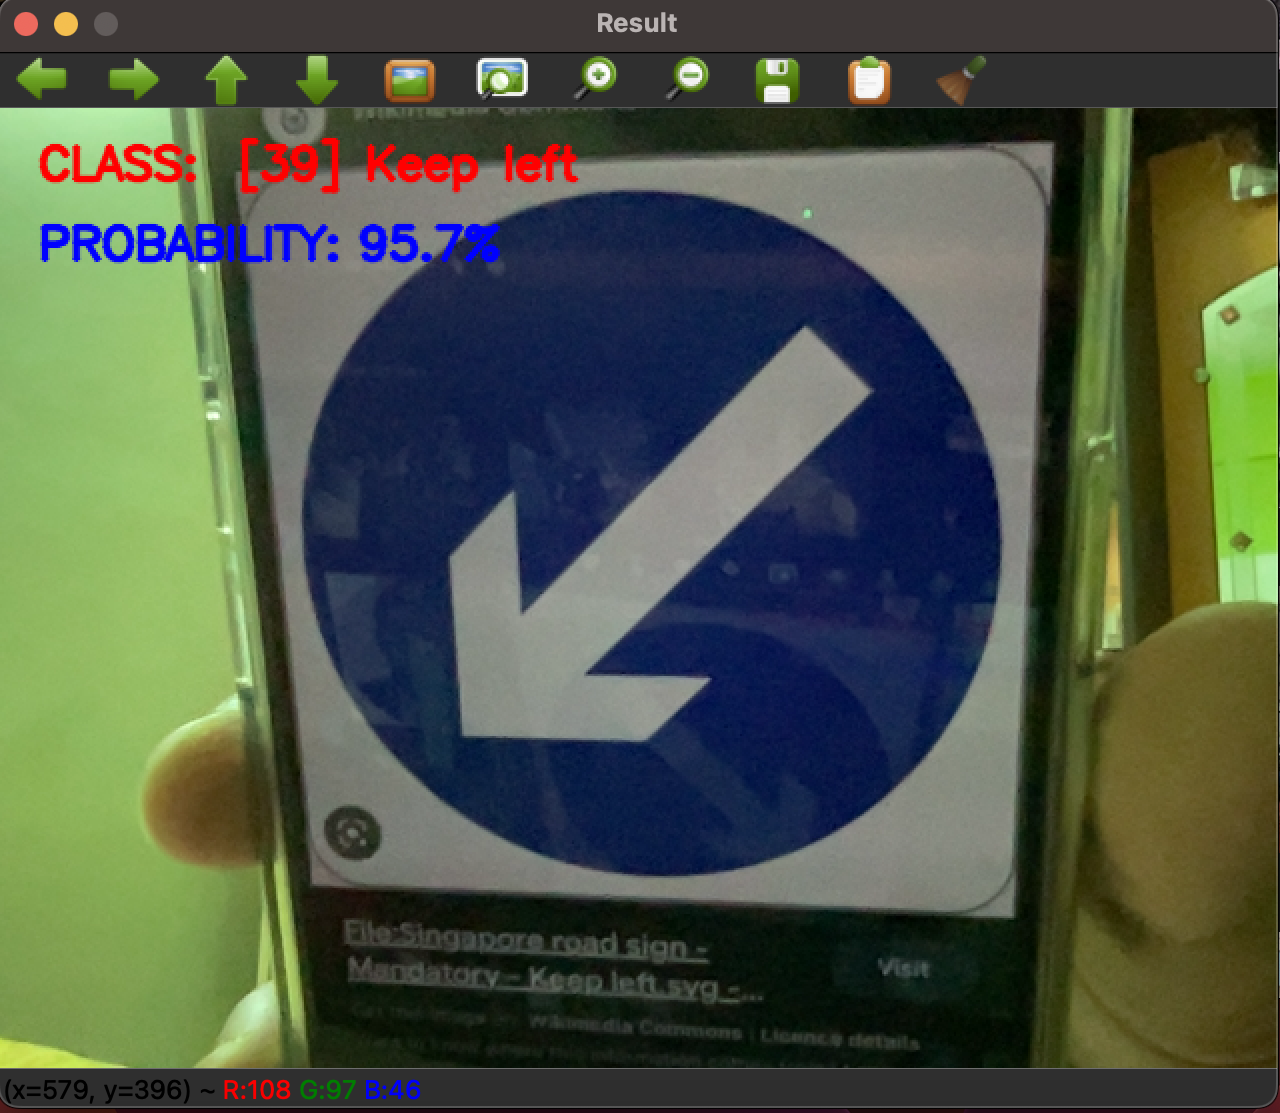 Result
CLASS: [39] Keep left
PROBABILITY: 95.7%
File:Singapore road sign -
Mandatory - Keep left.svg -...
Visit
Wikimedia Commons | Licence details
(x=579, y=396) ~ R:108 G:97 B:46